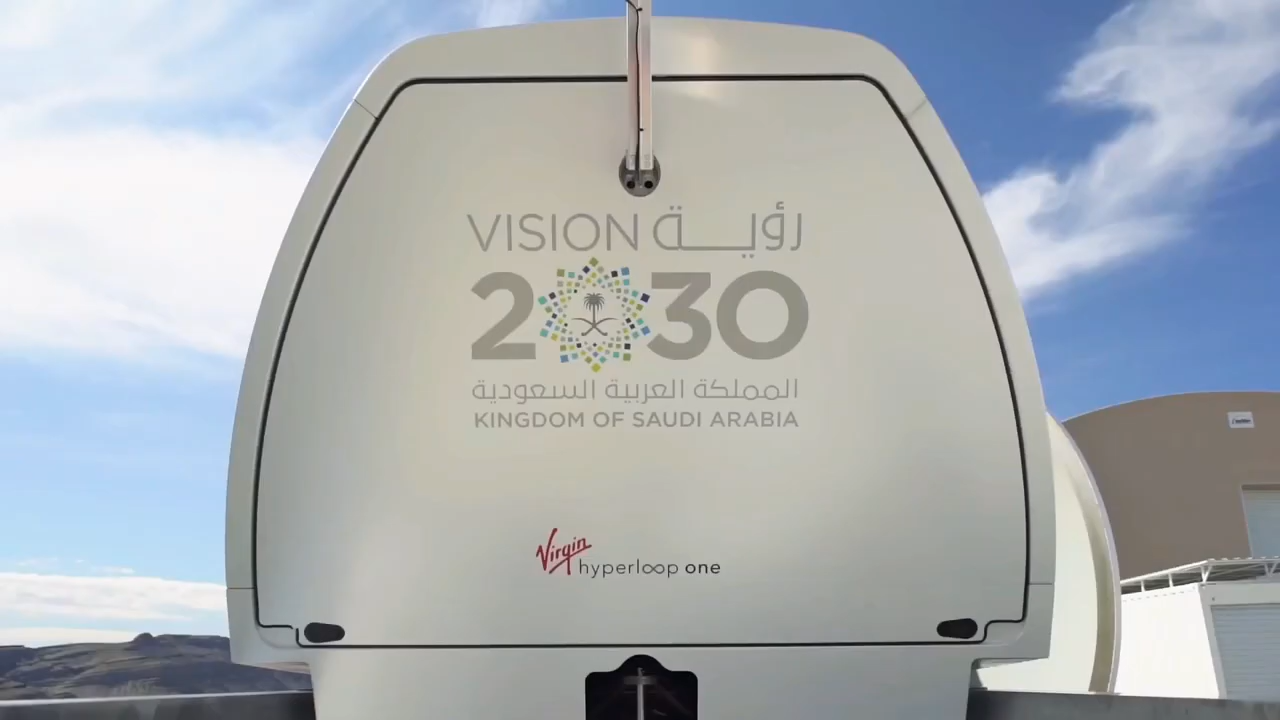 VISION رؤية
2030
المملكة العربية السعودية
KINGDOM OF SAUDI ARABIA
Virgin
hyperloop one